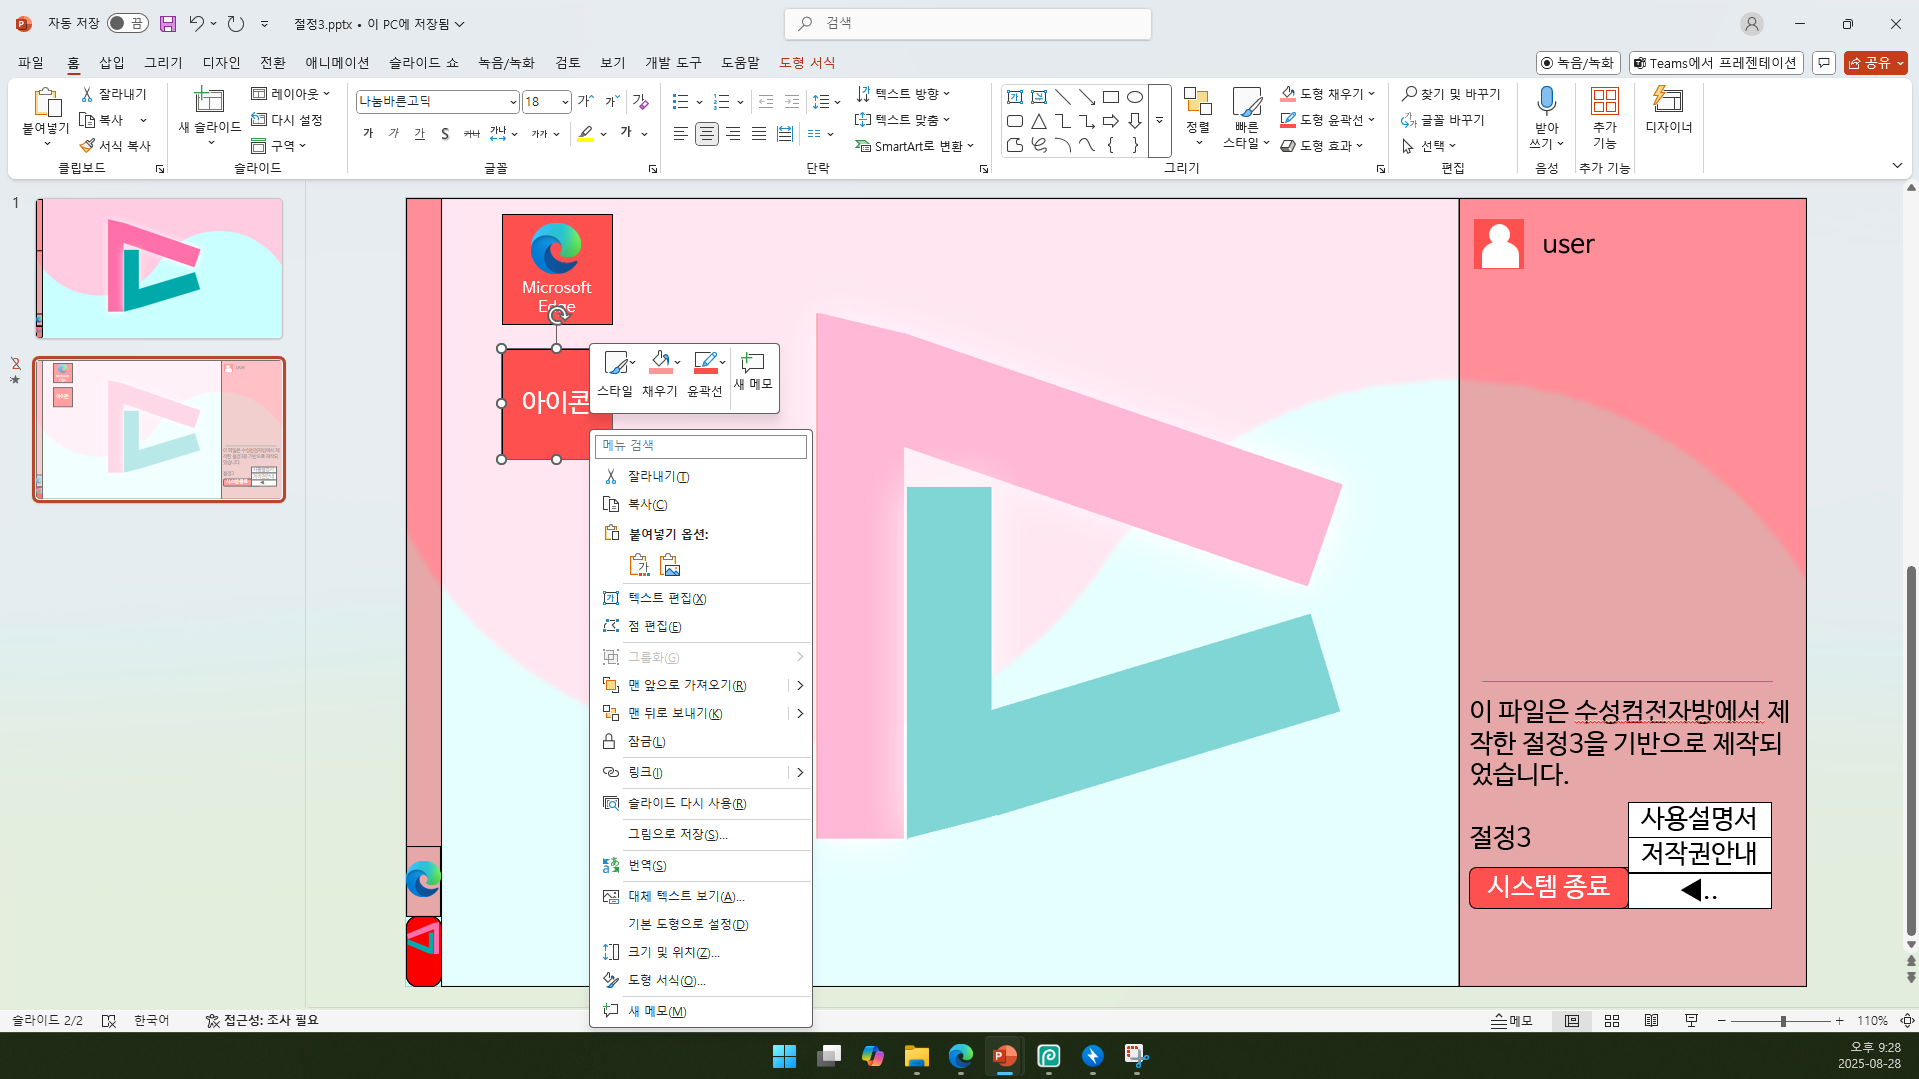 자동 저장 끔 절정3.pptx • 이 PC에 저장됨 검색
파일 홈 삽입 그리기 디자인 전환 애니메이션 슬라이드 쇼 녹음/녹화 검토 보기 개발 도구 도움말 도형 서식 녹음/녹화 Teams에서 프레젠테이션 공유
붙여넣기 잘라내기 복사 서식 복사 클립보드
새 슬라이드 레이아웃 다시 설정 구역 슬라이드
나눔바른고딕 18 가 가
가 가 가 S 가나 가나 가가 가 글꼴
텍스트 방향 텍스트 맞춤 SmartArt로 변환 단락
정렬 빠른 스타일 도형 채우기 도형 윤곽선 도형 효과 그리기
찾기 및 바꾸기 글꼴 바꾸기 선택 편집
받아쓰기 음성
추가 기능 추가 기능
디자이너
1
2
Microsoft
Edge
아이콘
스타일 채우기 윤곽선 새 메모
메뉴 검색
잘라내기(T)
복사(C)
붙여넣기 옵션:
텍스트 편집(X)
점 편집(E)
그룹화(G)
맨 앞으로 가져오기(R)
맨 뒤로 보내기(K)
잠금(L)
링크(I)
슬라이드 다시 사용(R)
그림으로 저장(S)...
번역(S)
대체 텍스트 보기(A)...
기본 도형으로 설정(D)
크기 및 위치(Z)...
도형 서식(O)...
새 메모(M)
user
이 파일은 수성컴전자방에서 제
작한 절정3을 기반으로 제작되
었습니다.
절정3
사용설명서
저작권안내
시스템 종료
◀..
슬라이드 2/2 한국어 접근성: 조사 필요 메모 110%
오후 9:28
2025-08-28